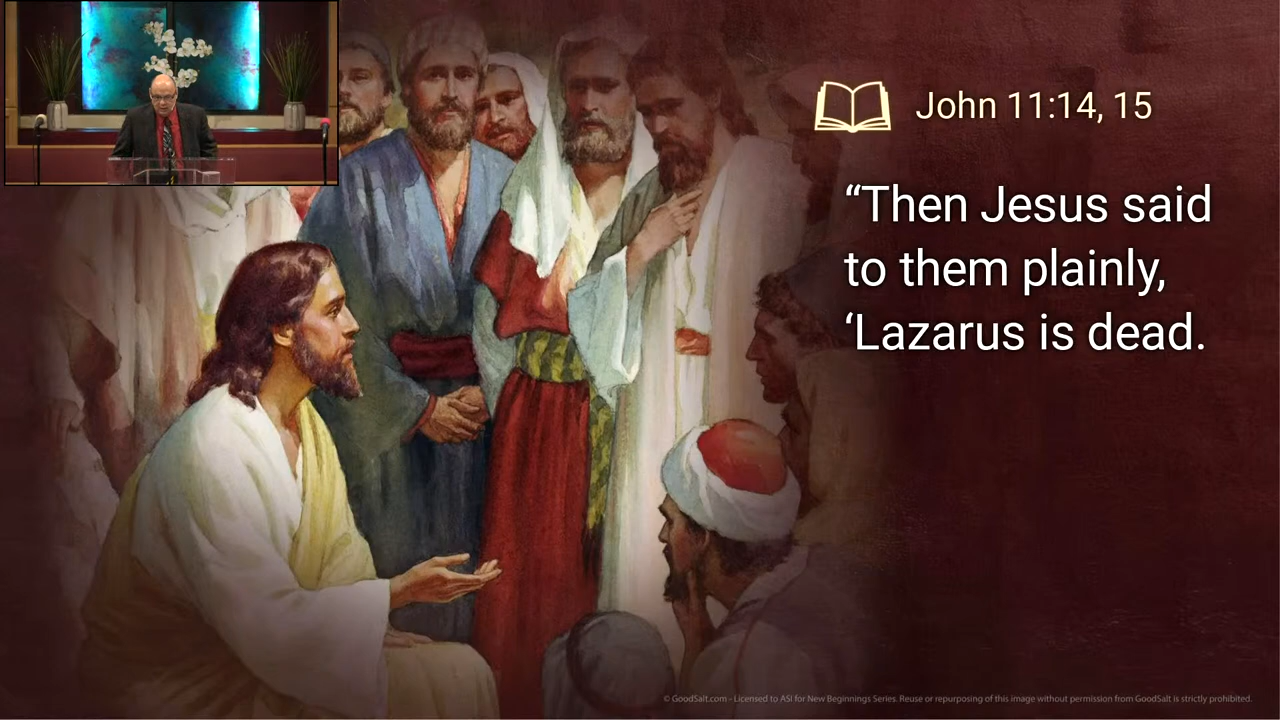 John 11:14, 15
“Then Jesus said
to them plainly,
‘Lazarus is dead.
© GoodSalt.com - Licensed to ASI for New Beginnings Series. Reuse or repurposing of this image without permission from GoodSalt is strictly prohibited.